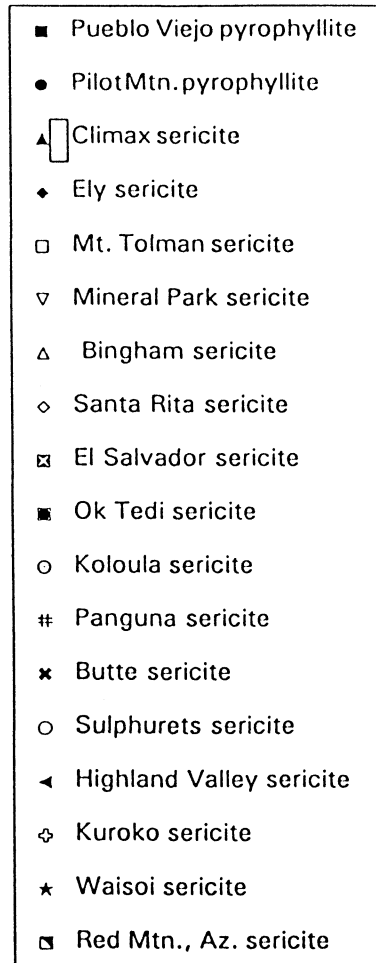 Pueblo Viejo pyrophyllite
Pilot Mtn. pyrophyllite
Climax sericite
Ely sericite
Mt. Tolman sericite
Mineral Park sericite
Bingham sericite
Santa Rita sericite
El Salvador sericite
Ok Tedi sericite
Koloula sericite
Panguna sericite
Butte sericite
Sulphurets sericite
Highland Valley sericite
Kuroko sericite
Waisoi sericite
Red Mtn., Az. sericite